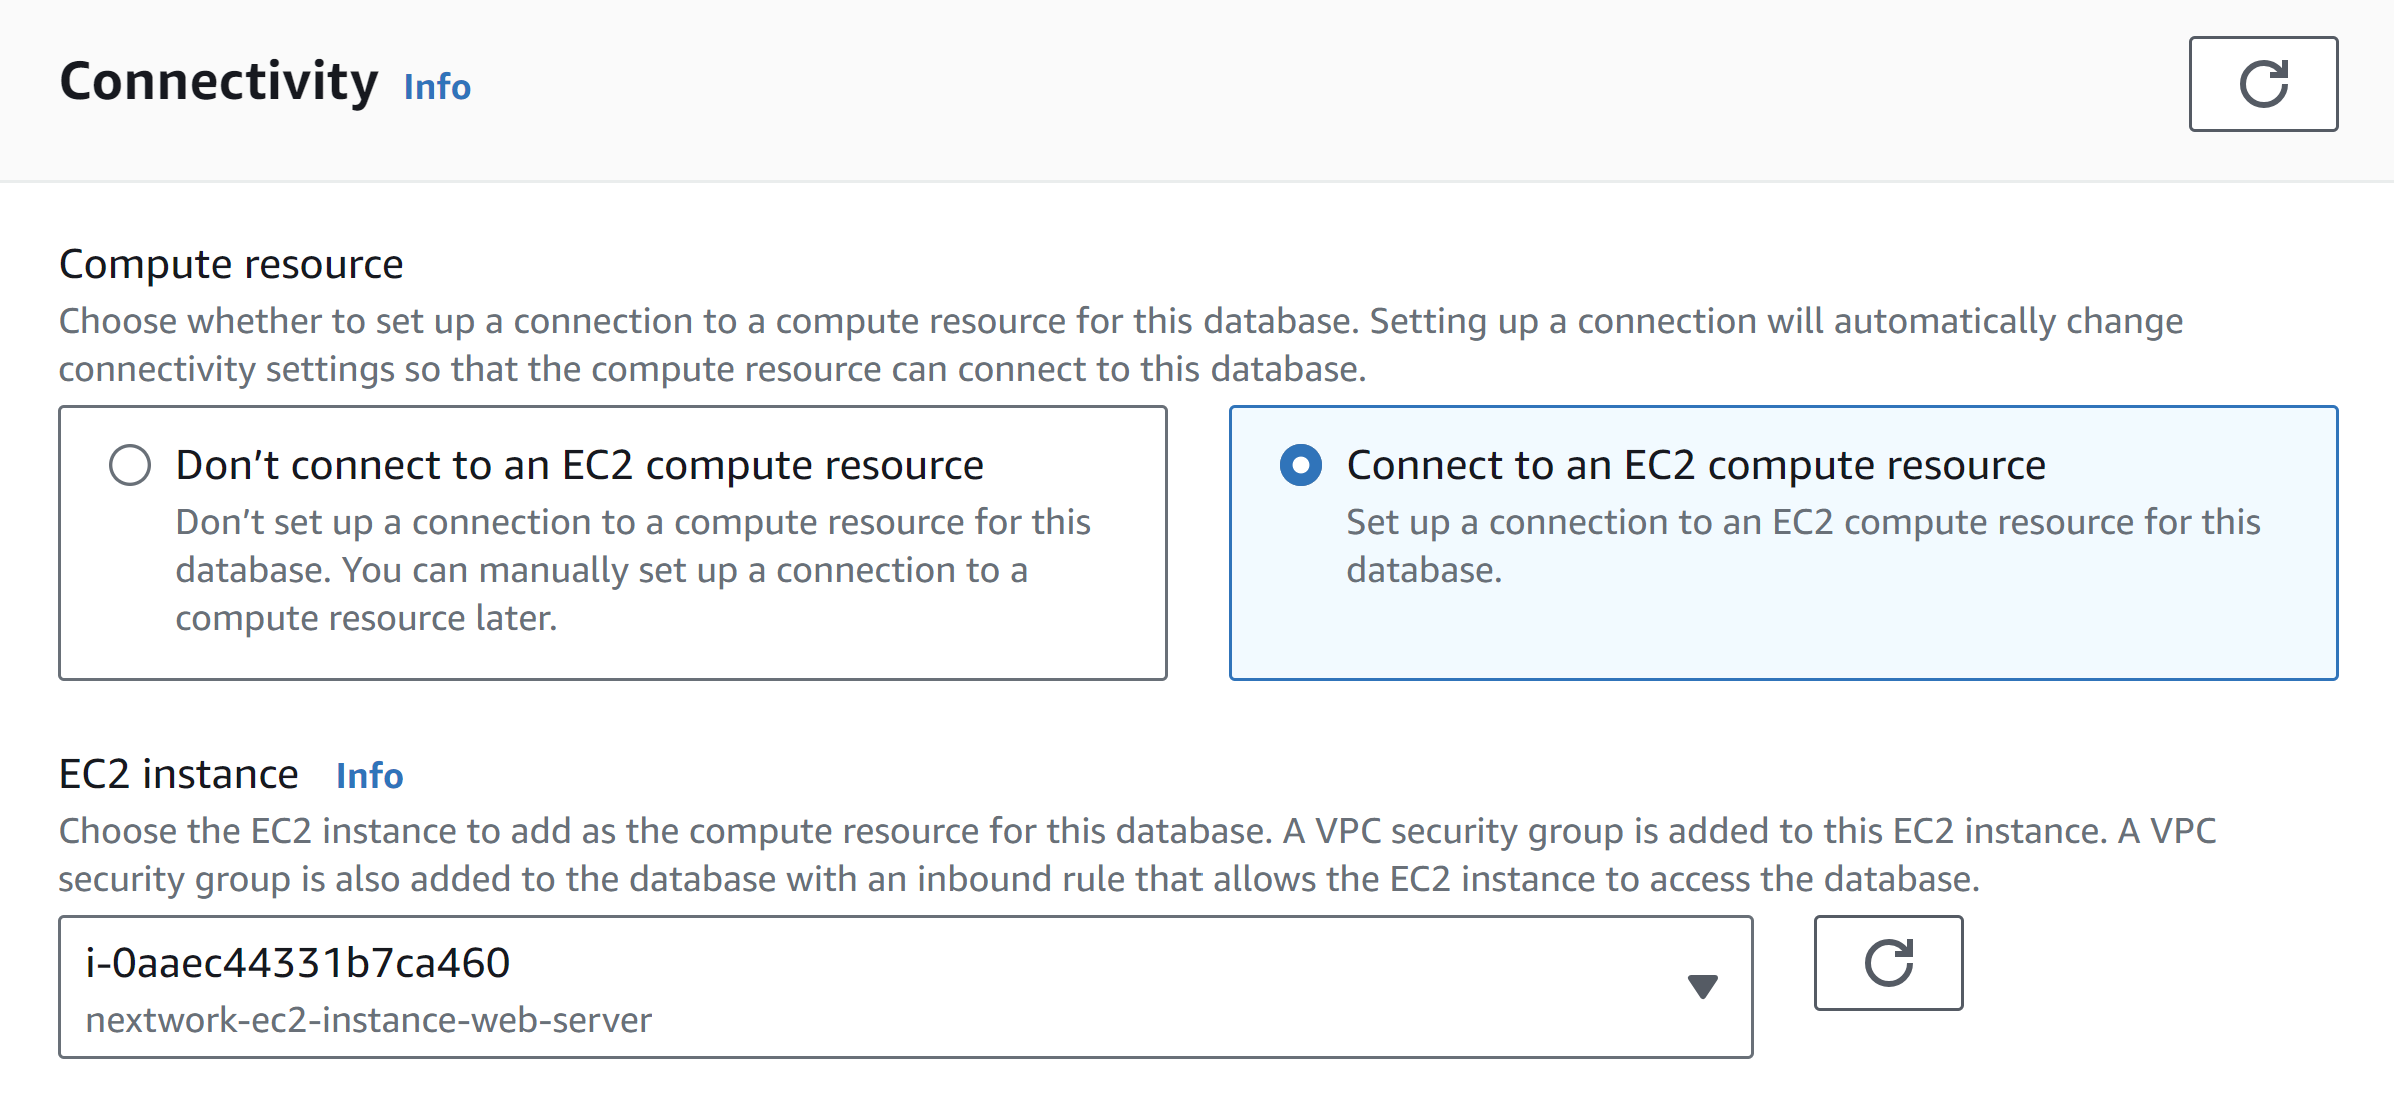 Connectivity Info
Compute resource
Choose whether to set up a connection to a compute resource for this database. Setting up a connection will automatically change
connectivity settings so that the compute resource can connect to this database.
Don’t connect to an EC2 compute resource
Don’t set up a connection to a compute resource for this
database. You can manually set up a connection to a
compute resource later.
Connect to an EC2 compute resource
Set up a connection to an EC2 compute resource for this
database.
EC2 instance Info
Choose the EC2 instance to add as the compute resource for this database. A VPC security group is added to this EC2 instance. A VPC
security group is also added to the database with an inbound rule that allows the EC2 instance to access the database.
i-0aaec44331b7ca460
nextwork-ec2-instance-web-server